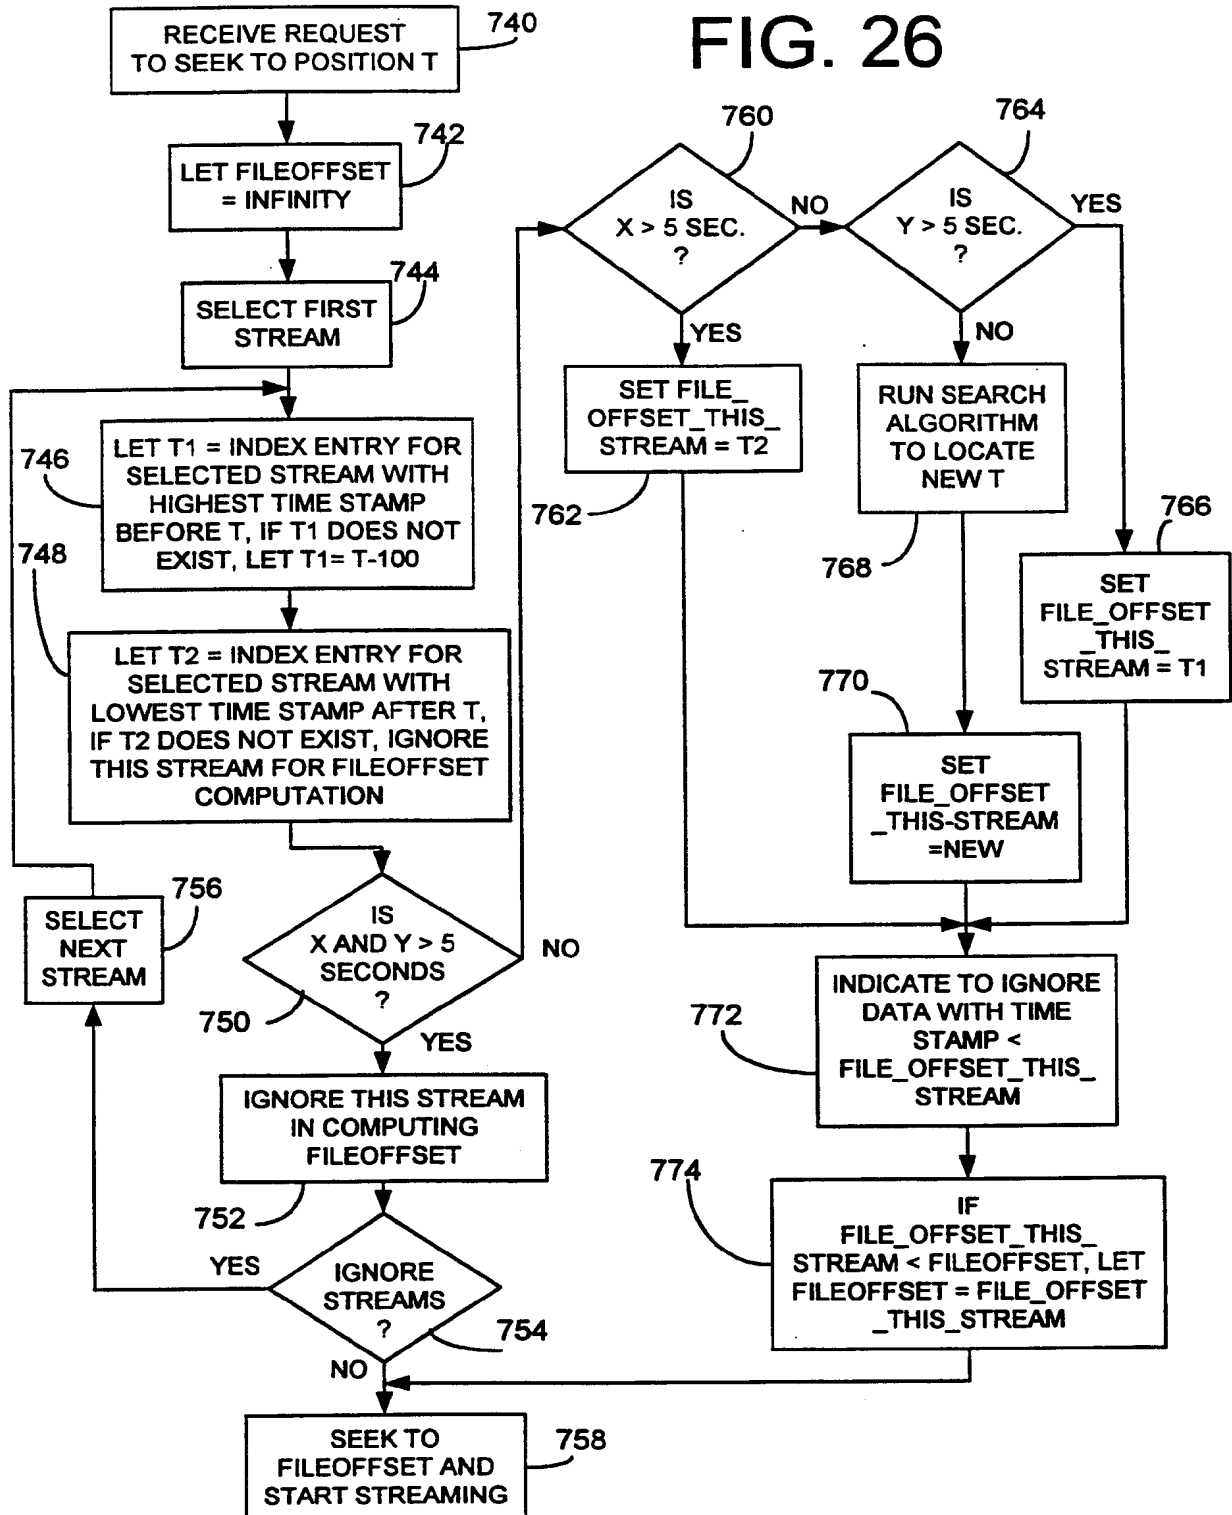 FIG. 26
RECEIVE REQUEST
TO SEEK TO POSITION T
740
LET FILEOFFSET
= INFINITY
742
SELECT FIRST
STREAM
744
LET T1 = INDEX ENTRY FOR
SELECTED STREAM WITH
HIGHEST TIME STAMP
BEFORE T, IF T1 DOES NOT
EXIST, LET T1= T-100
746
LET T2 = INDEX ENTRY FOR
SELECTED STREAM WITH
LOWEST TIME STAMP AFTER T,
IF T2 DOES NOT EXIST, IGNORE
THIS STREAM FOR FILEOFFSET
COMPUTATION
748
IS
X AND Y > 5
SECONDS
?
750
NO
YES
IGNORE THIS STREAM
IN COMPUTING
FILEOFFSET
752
IGNORE
STREAMS
?
754
YES
NO
SELECT
NEXT
STREAM
756
SEEK TO
FILEOFFSET AND
START STREAMING
758
IS
X > 5 SEC.
?
760
NO
YES
SET FILE_
OFFSET_THIS_
STREAM = T2
762
IS
Y > 5 SEC.
?
764
YES
NO
SET
FILE_OFFSET
_THIS_
STREAM = T1
766
RUN SEARCH
ALGORITHM
TO LOCATE
NEW T
768
SET
FILE_OFFSET
_THIS-STREAM
=NEW
770
INDICATE TO IGNORE
DATA WITH TIME
STAMP <
FILE_OFFSET_THIS_
STREAM
772
IF
FILE_OFFSET_THIS_
STREAM < FILEOFFSET, LET
FILEOFFSET = FILE_OFFSET
_THIS_STREAM
774